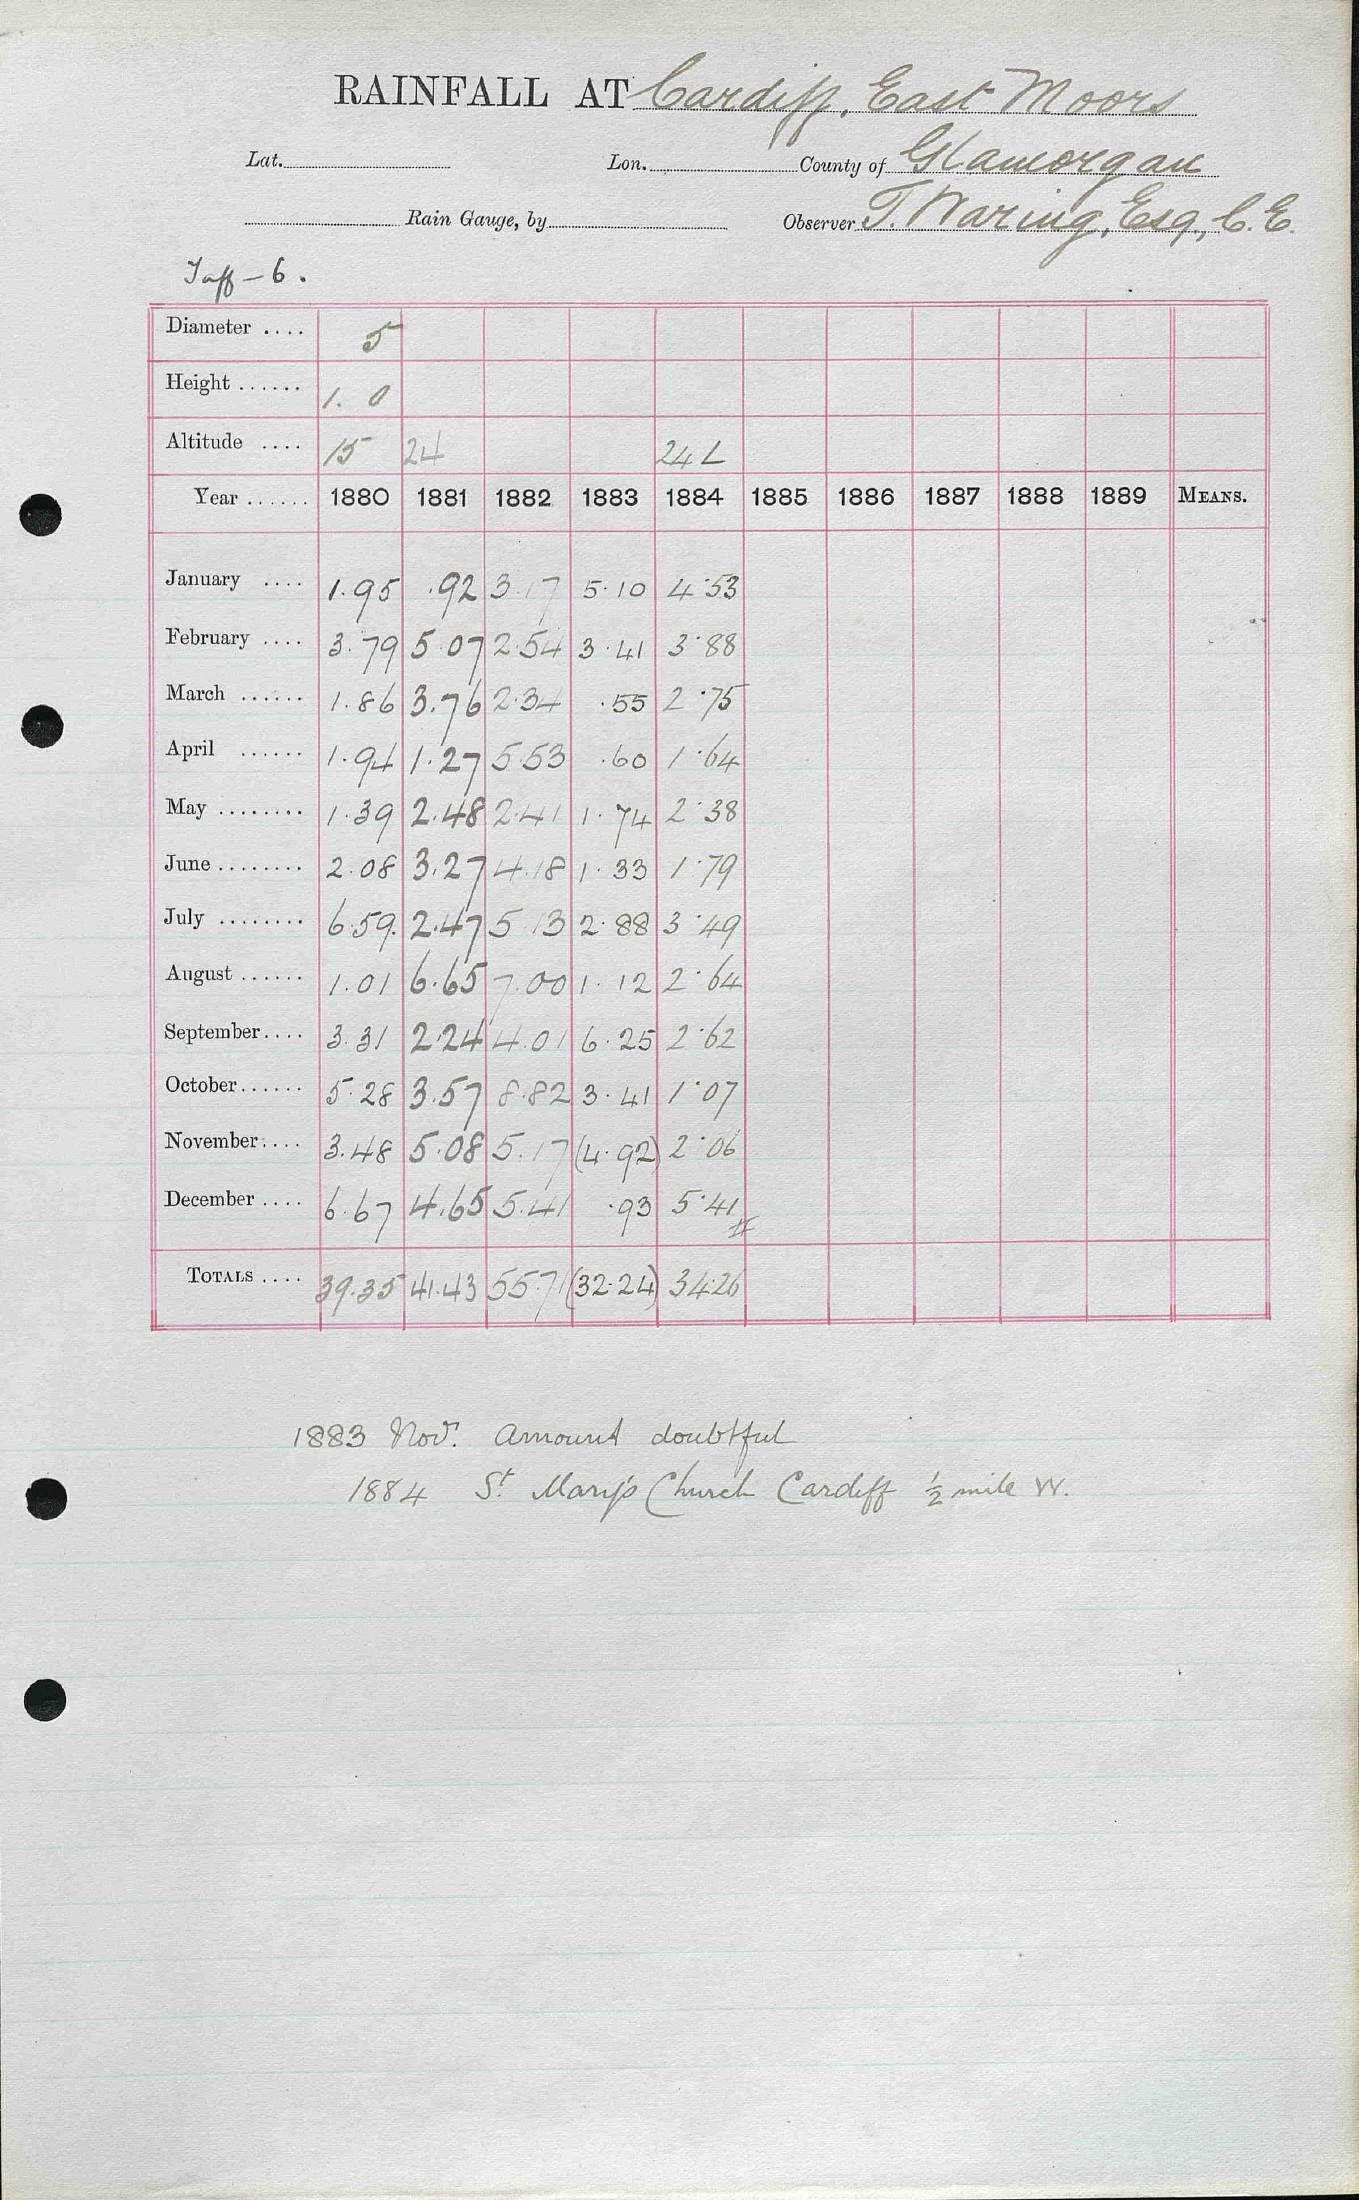 RAINFALL AT Cardiff, East Moors
Lat. Lon. County of Glamorgan
Rain Gauge, by Observer T. Waring, Esq., C.E.
Taff – 6.
Diameter .... 5
Height ...... 1. 0
Altitude .... 15 24 24 L
Year ...... 1880 1881 1882 1883 1884 1885 1886 1887 1888 1889 MEANS.
January .... 1.95 .92 3.17 5.10 4.53
February .... 3.79 5.07 2.54 3.41 3.88
March ...... 1.86 3.76 2.34 .55 2.75
April ...... 1.94 1.27 5.53 .60 1.64
May ........ 1.39 2.48 2.41 1.74 2.38
June ........ 2.08 3.27 4.18 1.33 1.79
July ........ 6.59 2.47 5.13 2.88 3.49
August ...... 1.01 6.65 7.00 1.12 2.64
September.... 3.31 2.24 4.01 6.25 2.62
October...... 5.28 3.57 8.82 3.41 1.07
November.... 3.48 5.08 5.17 (4.92) 2.06
December .... 6.67 4.65 5.41 .93 5.41
TOTALS .... 39.35 41.43 55.71 (32.24) 34.26
1883 Nov. Amount doubtful
1884 St. Mary's Church Cardiff ½ mile W.